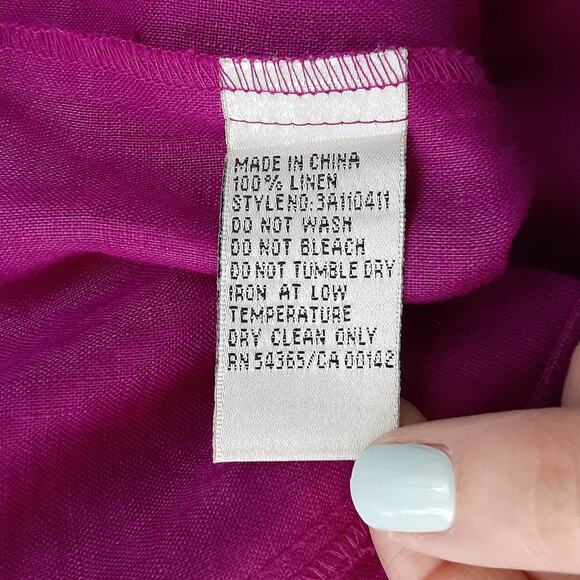 MADE IN CHINA
100% LINEN
STYLENO:3A110411
DO NOT WASH
DO NOT BLEACH
DO NOT TUMBLE DRY
IRON AT LOW
TEMPERATURE
DRY CLEAN ONLY
RN 54365/CA 00142